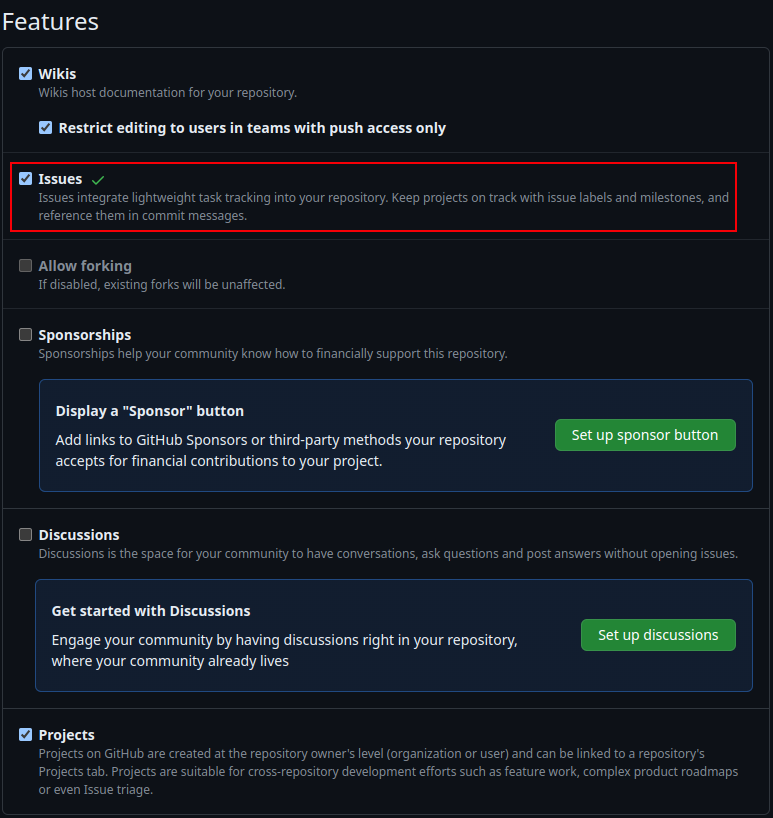 Features
Wikis
Wikis host documentation for your repository.
Restrict editing to users in teams with push access only
Issues
Issues integrate lightweight task tracking into your repository. Keep projects on track with issue labels and milestones, and
reference them in commit messages.
Allow forking
If disabled, existing forks will be unaffected.
Sponsorships
Sponsorships help your community know how to financially support this repository.
Display a "Sponsor" button
Add links to GitHub Sponsors or third-party methods your repository
accepts for financial contributions to your project.
Set up sponsor button
Discussions
Discussions is the space for your community to have conversations, ask questions and post answers without opening issues.
Get started with Discussions
Engage your community by having discussions right in your repository,
where your community already lives
Set up discussions
Projects
Projects on GitHub are created at the repository owner's level (organization or user) and can be linked to a repository's
Projects tab. Projects are suitable for cross-repository development efforts such as feature work, complex product roadmaps
or even Issue triage.